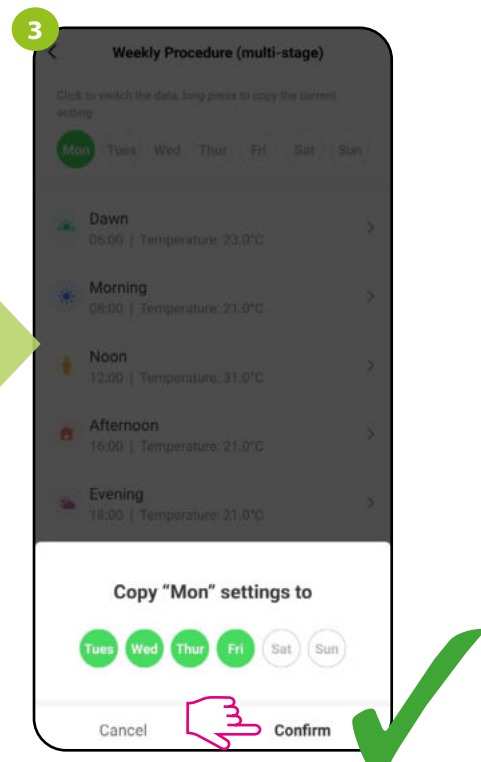 3
Weekly Procedure (multi-stage)
Click to switch the data, long press to copy the current
setting
Mon Tues Wed Thur Fri Sat Sun
Dawn
06:00 | Temperature: 23.0°C
Morning
08:00 | Temperature: 21.0°C
Noon
12:00 | Temperature: 31.0°C
Afternoon
16:00 | Temperature: 21.0°C
Evening
18:00 | Temperature: 21.0°C
Copy “Mon” settings to
Tues Wed Thur Fri Sat Sun
Cancel Confirm